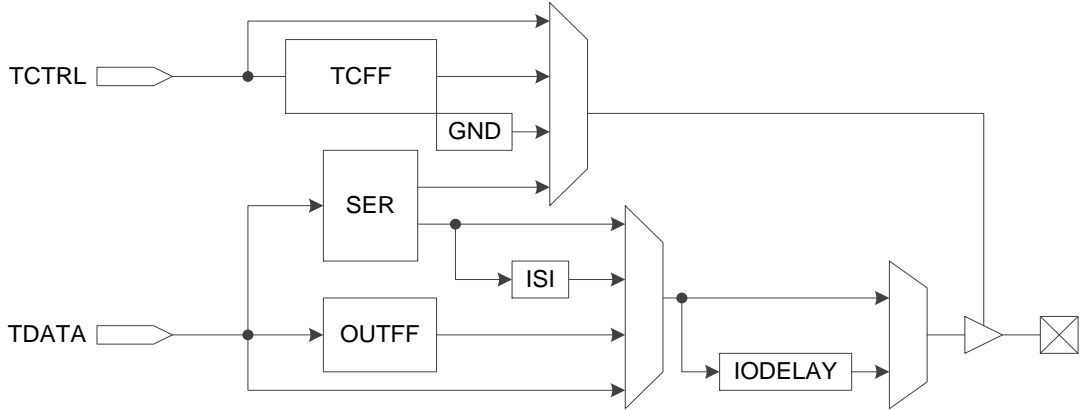 TCTRL
TCFF
GND
SER
ISI
TDATA
OUTFF
IODELAY